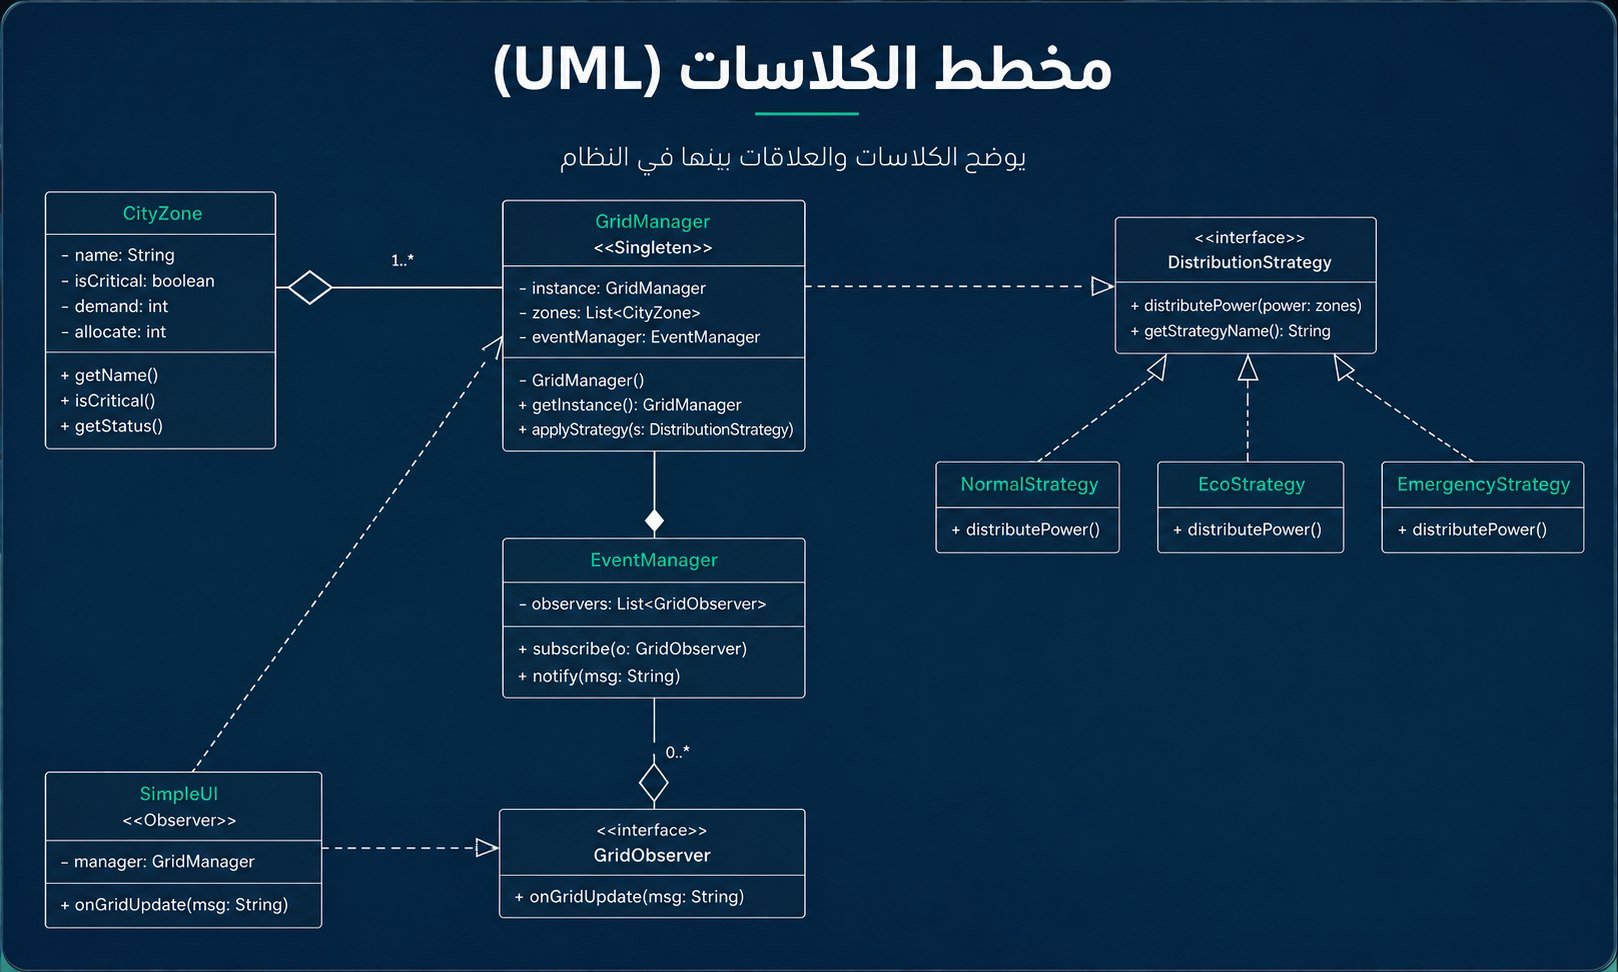 مخطط الكلاسات (UML)
يوضح الكلاسات والعلاقات بينها في النظام
CityZone
- name: String
- isCritical: boolean
- demand: int
- allocate: int
+ getName()
+ isCritical()
+ getStatus()
1..*
GridManager
<<Singleten>>
- instance: GridManager
- zones: List<CityZone>
- eventManager: EventManager
- GridManager()
+ getInstance(): GridManager
+ applyStrategy(s: DistributionStrategy)
<<interface>>
DistributionStrategy
+ distributePower(power: zones)
+ getStrategyName(): String
NormalStrategy
+ distributePower()
EcoStrategy
+ distributePower()
EmergencyStrategy
+ distributePower()
EventManager
- observers: List<GridObserver>
+ subscribe(o: GridObserver)
+ notify(msg: String)
0..*
SimpleUI
<<Observer>>
- manager: GridManager
+ onGridUpdate(msg: String)
<<interface>>
GridObserver
+ onGridUpdate(msg: String)